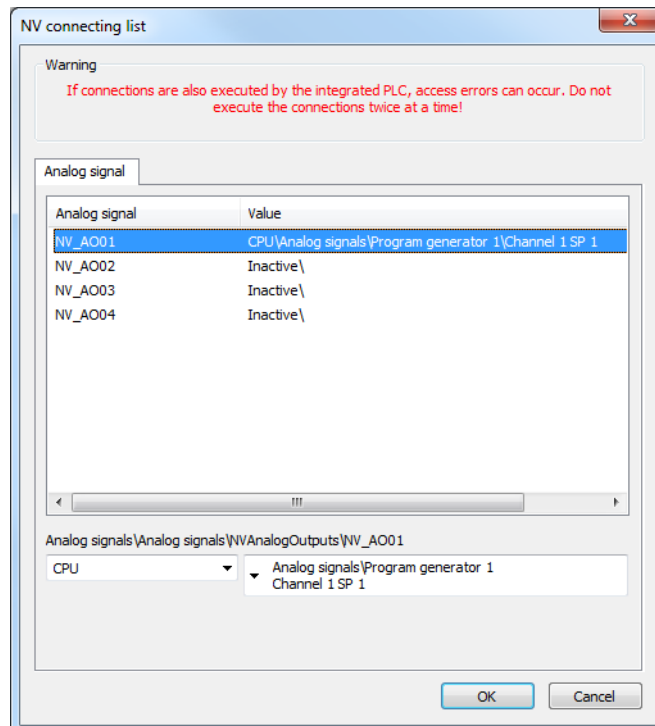 NV connecting list
Warning
If connections are also executed by the integrated PLC, access errors can occur. Do not
execute the connections twice at a time!
Analog signal
Analog signal Value
NV_AO01 CPU\Analog signals\Program generator 1\Channel 1 SP 1
NV_AO02 Inactive\
NV_AO03 Inactive\
NV_AO04 Inactive\
Analog signals\Analog signals\NVAnalogOutputs\NV_AO01
CPU Analog signals\Program generator 1
Channel 1 SP 1
OK Cancel